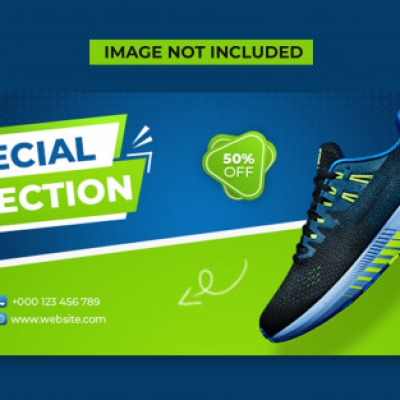 IMAGE NOT INCLUDED
ECIAL
ECTION
50%
OFF
+000 123 456 789
www.website.com